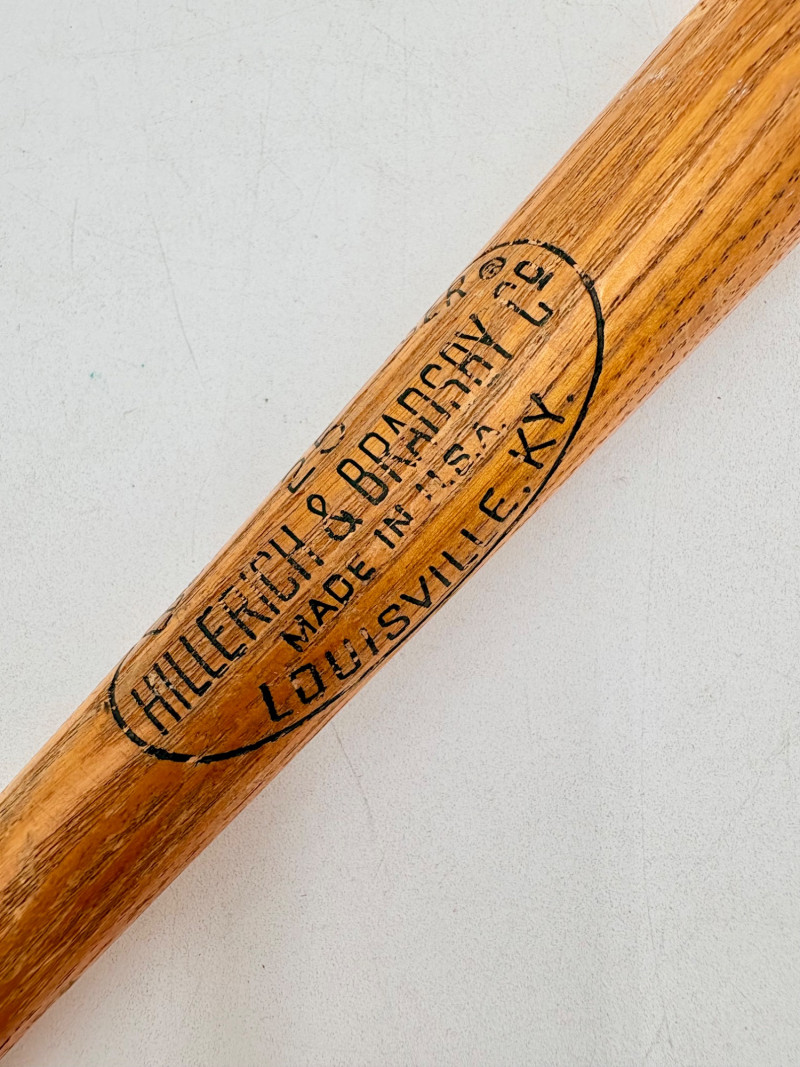 HILLERICH & BRADSBY Cº
MADE IN U.S.A.
LOUISVILLE, KY.